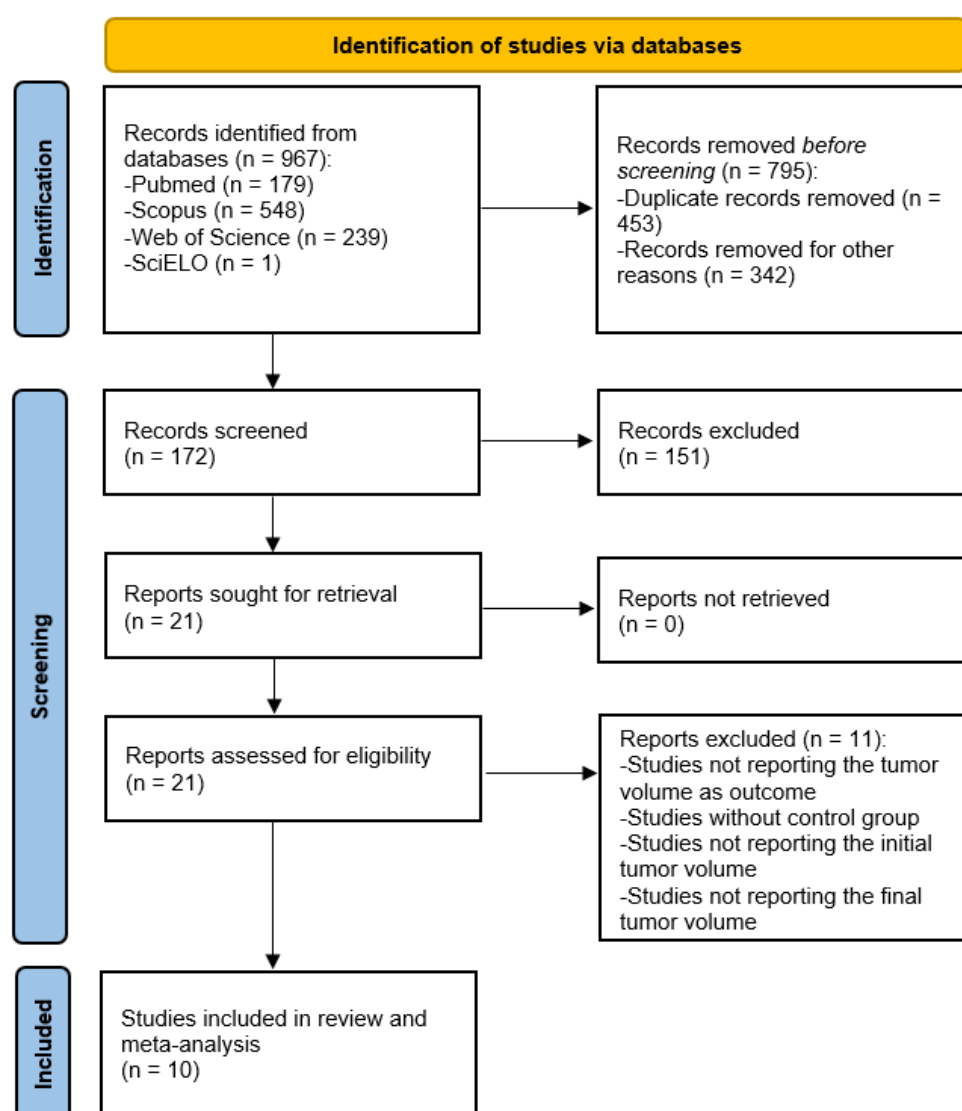 Identification of studies via databases
Identification
Records identified from
databases (n = 967):
-Pubmed (n = 179)
-Scopus (n = 548)
-Web of Science (n = 239)
-SciELO (n = 1)
Records removed before
screening (n = 795):
-Duplicate records removed (n =
453)
-Records removed for other
reasons (n = 342)
Screening
Records screened
(n = 172)
Records excluded
(n = 151)
Reports sought for retrieval
(n = 21)
Reports not retrieved
(n = 0)
Reports assessed for eligibility
(n = 21)
Reports excluded (n = 11):
-Studies not reporting the tumor
volume as outcome
-Studies without control group
-Studies not reporting the initial
tumor volume
-Studies not reporting the final
tumor volume
Included
Studies included in review and
meta-analysis
(n = 10)